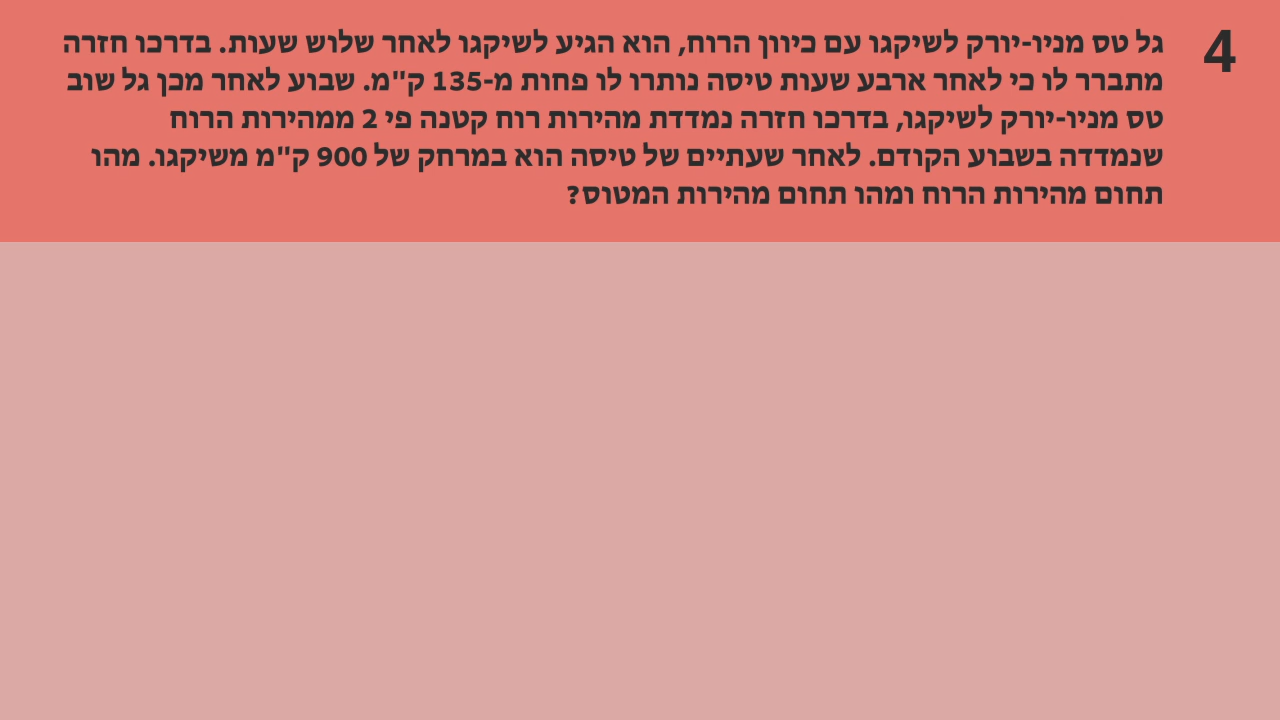 4
גל טס מניו-יורק לשיקגו עם כיוון הרוח, הוא הגיע לשיקגו לאחר שלוש שעות. בדרכו חזרה
מתברר לו כי לאחר ארבע שעות טיסה נותרו לו פחות מ-135 ק"מ. שבוע לאחר מכן גל שוב
טס מניו-יורק לשיקגו, בדרכו חזרה נמדדת מהירות רוח קטנה פי 2 ממהירות הרוח
שנמדדה בשבוע הקודם. לאחר שעתיים של טיסה הוא במרחק של 900 ק"מ משיקגו. מהו
תחום מהירות הרוח ומהו תחום מהירות המטוס?